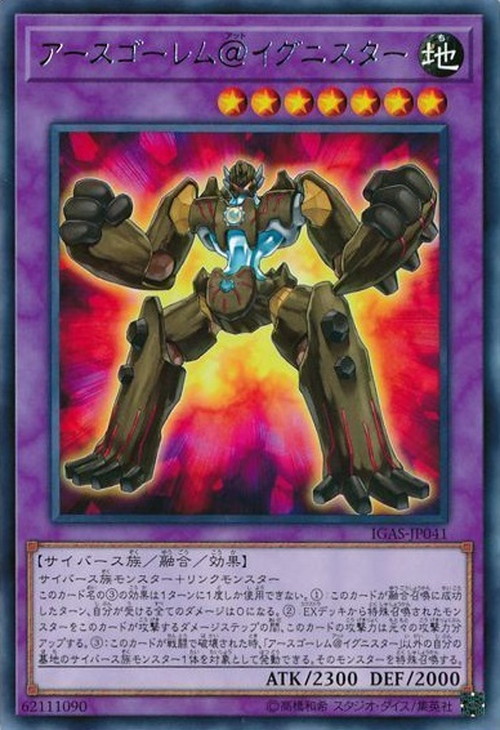 アースゴーレム@イグニスター
地
IGAS-JP041
【サイバース族/融合/効果】
サイバース族モンスター+リンクモンスター
このカード名の③の効果は1ターンに1度しか使用できない。①:このカードが融合召喚に成功
したターン、自分が受ける全てのダメージは0になる。② EXデッキから特殊召喚されたモン
スターをこのカードが攻撃するダメージステップの間、このカードの攻撃力は元々の攻撃力分
アップする。③:このカードが戦闘で破壊された時、「アースゴーレム@イグニスター」以外の自分の
墓地のサイバース族モンスター1体を対象として発動できる。そのモンスターを特殊召喚する。
ATK/2300 DEF/2000
62111090 ©高橋和希 スタジオ・ダイス/集英社